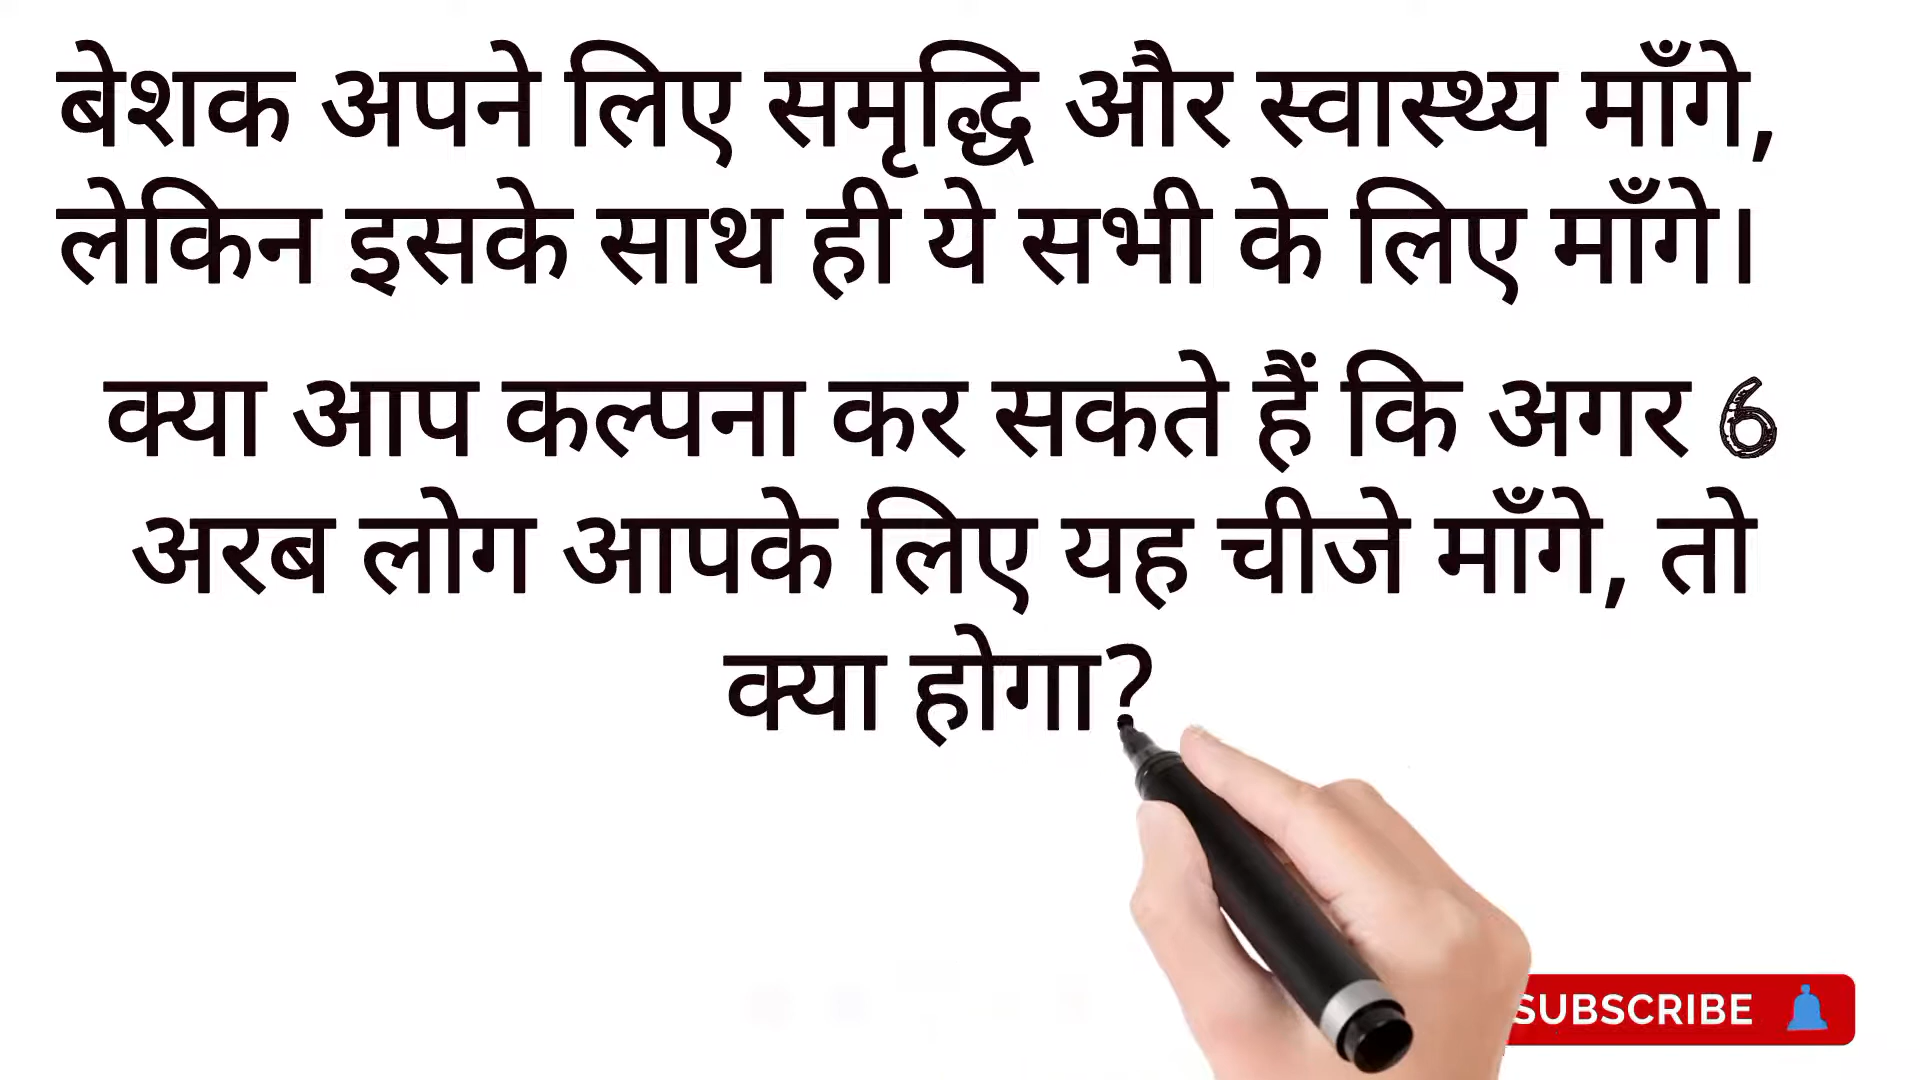 बेशक अपने लिए समृद्धि और स्वास्थ्य माँगे,
लेकिन इसके साथ ही ये सभी के लिए माँगे।
क्या आप कल्पना कर सकते हैं कि अगर 6
अरब लोग आपके लिए यह चीजे माँगे, तो
क्या होगा?
SUBSCRIBE